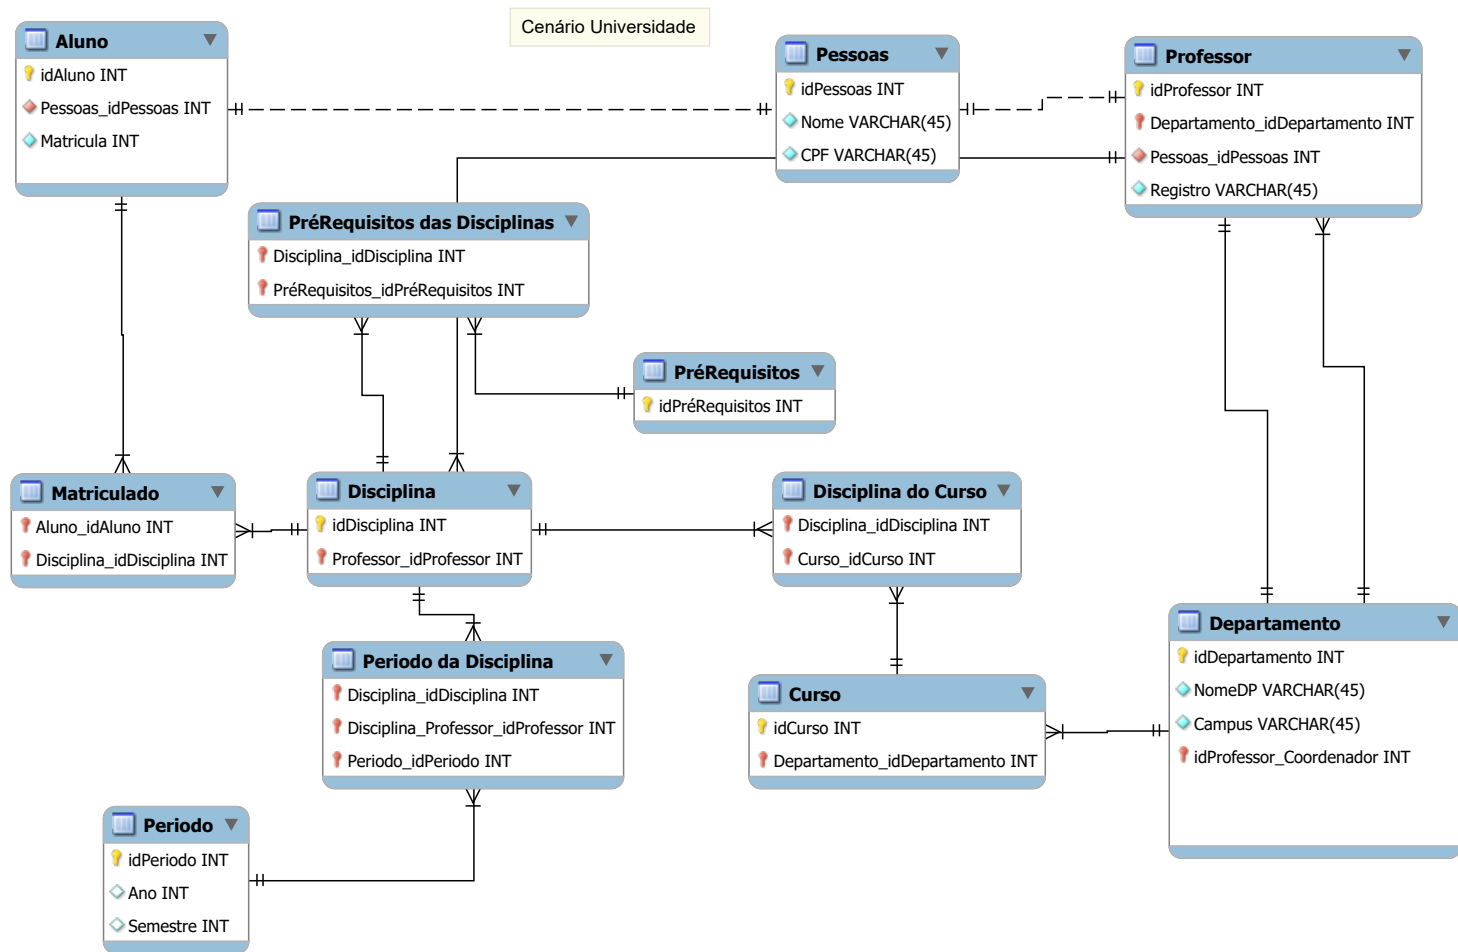 Cenário Universidade
Aluno
idAluno INT
Pessoas_idPessoas INT
Matricula INT
Pessoas
idPessoas INT
Nome VARCHAR(45)
CPF VARCHAR(45)
Professor
idProfessor INT
Departamento_idDepartamento INT
Pessoas_idPessoas INT
Registro VARCHAR(45)
PréRequisitos das Disciplinas
Disciplina_idDisciplina INT
PréRequisitos_idPréRequisitos INT
PréRequisitos
idPréRequisitos INT
Matriculado
Aluno_idAluno INT
Disciplina_idDisciplina INT
Disciplina
idDisciplina INT
Professor_idProfessor INT
Disciplina do Curso
Disciplina_idDisciplina INT
Curso_idCurso INT
Periodo da Disciplina
Disciplina_idDisciplina INT
Disciplina_Professor_idProfessor INT
Periodo_idPeriodo INT
Curso
idCurso INT
Departamento_idDepartamento INT
Departamento
idDepartamento INT
NomeDP VARCHAR(45)
Campus VARCHAR(45)
idProfessor_Coordenador INT
Periodo
idPeriodo INT
Ano INT
Semestre INT